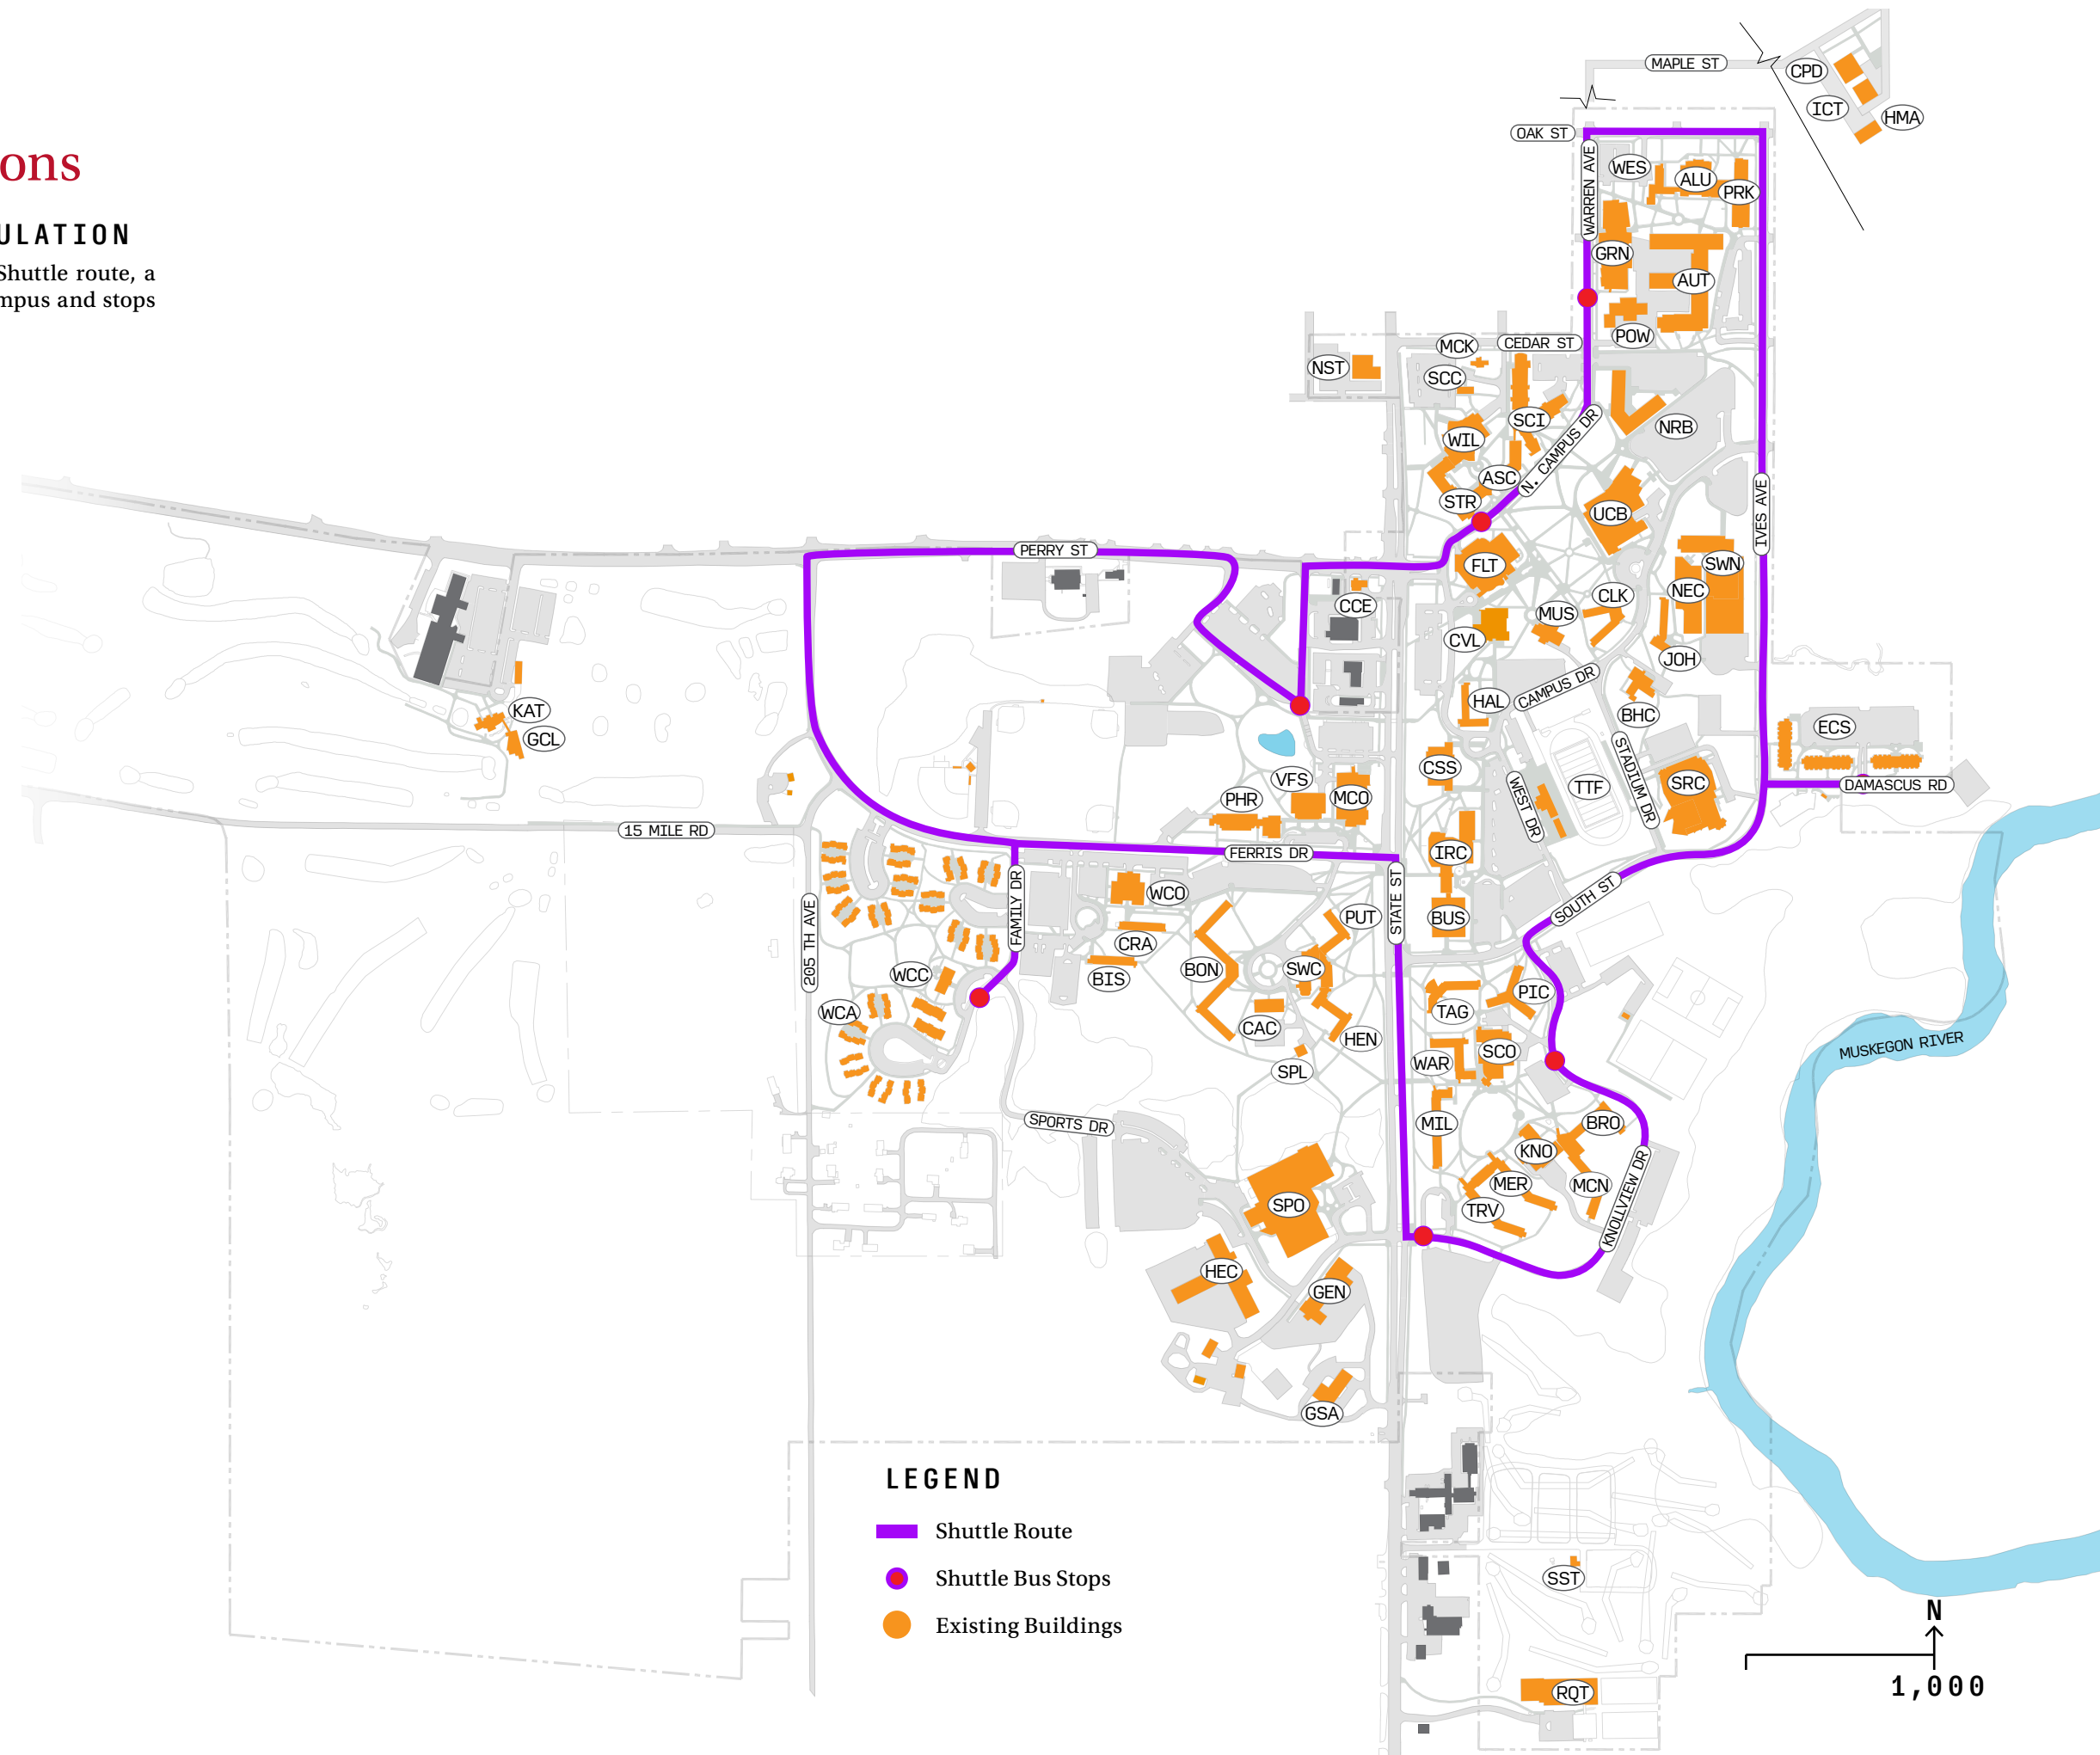 ons
ULATION
Shuttle route, a
mpus and stops
MAPLE ST
CPD
ICT
HMA
OAK ST
WARREN AVE
WES
ALU
PRK
GRN
AUT
POW
MCK
CEDAR ST
NST
SCC
SCI
WIL
NRB
N. CAMPUS DR
ASC
STR
UCB
IVES AVE
PERRY ST
FLT
SWN
NEC
CLK
CCE
MUS
CVL
JOH
CAMPUS DR
HAL
BHC
KAT
GCL
ECS
STADIUM DR
CSS
VFS
MCO
PHR
WEST DR
TTF
SRC
DAMASCUS RD
15 MILE RD
FERRIS DR
IRC
WCO
STATE ST
SOUTH ST
FAMILY DR
205 TH AVE
PUT
BUS
CRA
BIS
BON
SWC
WCC
WCA
PIC
TAG
CAC
HEN
SPL
WAR
SCO
MUSKEGON RIVER
SPORTS DR
MIL
BRO
KNO
MER
MCN
TRV
KNOLLVIEW DR
SPO
HEC
GEN
GSA
LEGEND
Shuttle Route
Shuttle Bus Stops
Existing Buildings
SST
N
1,000
RQT